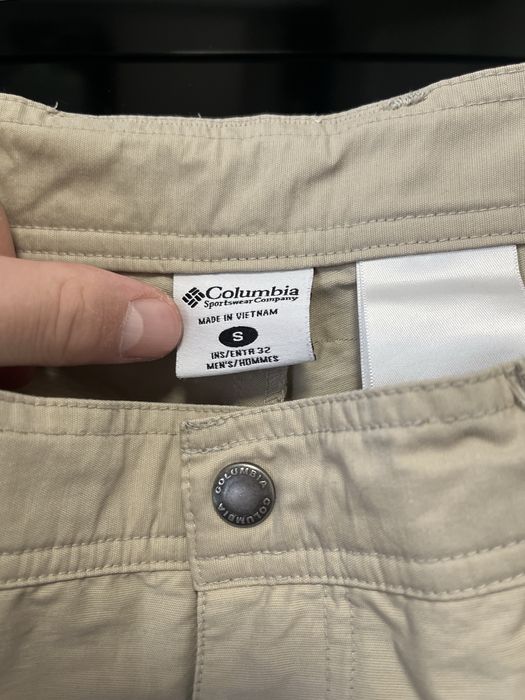 Columbia
Sportswear Company
MADE IN VIETNAM
S
INS/ENTR 32
MEN'S/HOMMES
COLUMBIA
COLUMBIA